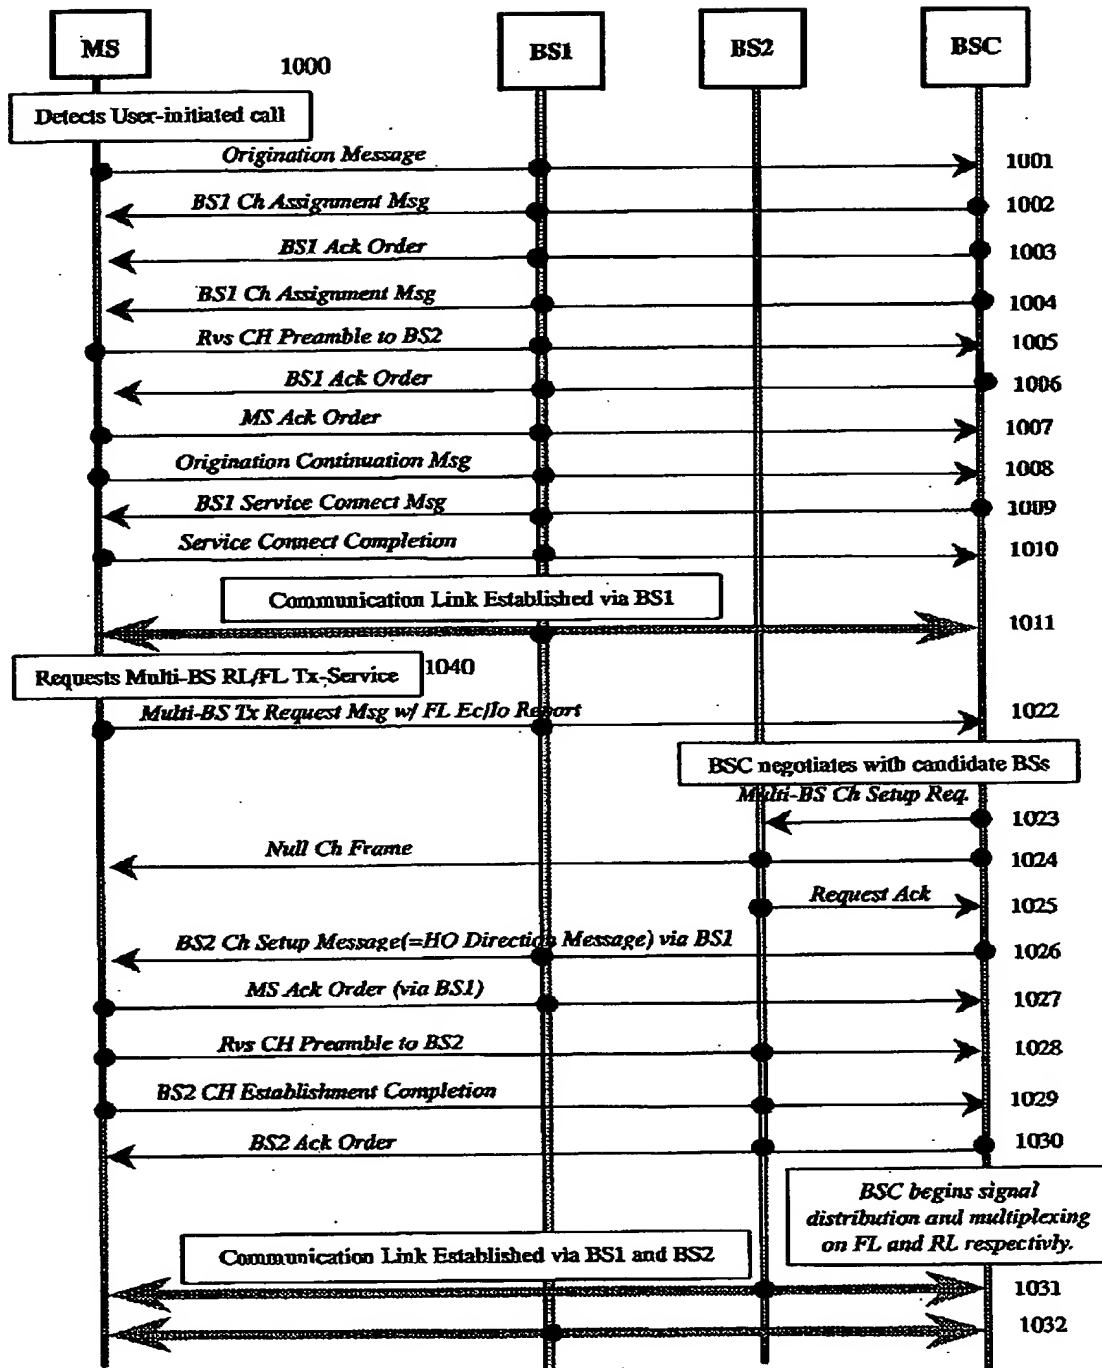 MS
BS1
BS2
BSC
1000
Detects User-initiated call
Origination Message
1001
BS1 Ch Assignment Msg
1002
BS1 Ack Order
1003
BS1 Ch Assignment Msg
1004
Rvs CH Preamble to BS2
1005
BS1 Ack Order
1006
MS Ack Order
1007
Origination Continuation Msg
1008
BS1 Service Connect Msg
1009
Service Connect Completion
1010
Communication Link Established via BS1
1011
Requests Multi-BS RL/FL Tx-Service
1040
Multi-BS Tx Request Msg w/ FL Ec/Io Report
1022
BSC negotiates with candidate BSs
Multi-BS Ch Setup Req.
1023
Null Ch Frame
1024
Request Ack
1025
BS2 Ch Setup Message(=HO Direction Message) via BS1
1026
MS Ack Order (via BS1)
1027
Rvs CH Preamble to BS2
1028
BS2 CH Establishment Completion
1029
BS2 Ack Order
1030
BSC begins signal
distribution and multiplexing
on FL and RL respectivly.
Communication Link Established via BS1 and BS2
1031
1032